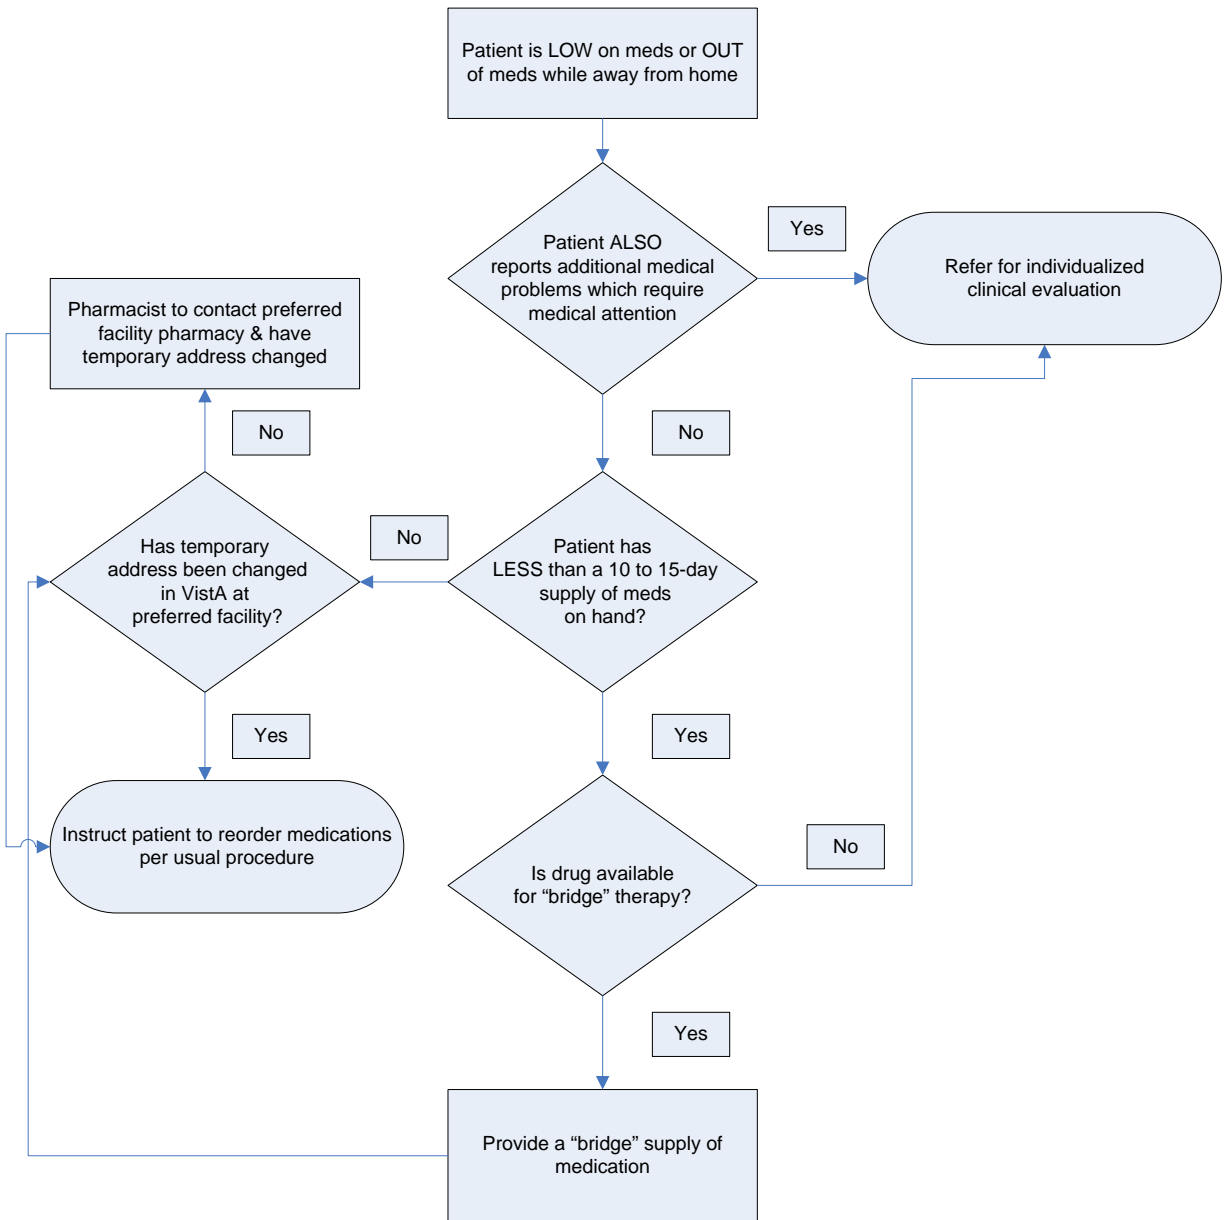 Patient is LOW on meds or OUT
of meds while away from home
Patient ALSO
reports additional medical
problems which require
medical attention
Yes
Refer for individualized
clinical evaluation
Pharmacist to contact preferred
facility pharmacy & have
temporary address changed
No
No
Has temporary
address been changed
in VistA at
preferred facility?
No
Patient has
LESS than a 10 to 15-day
supply of meds
on hand?
Yes
Yes
Instruct patient to reorder medications
per usual procedure
Is drug available
for “bridge” therapy?
No
Yes
Provide a “bridge” supply of
medication